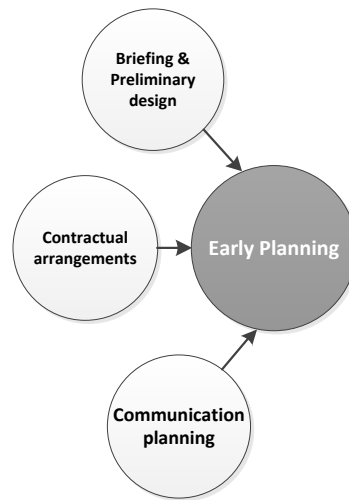 Briefing &
Preliminary
design
Contractual
arrangements
Early Planning
Communication
planning